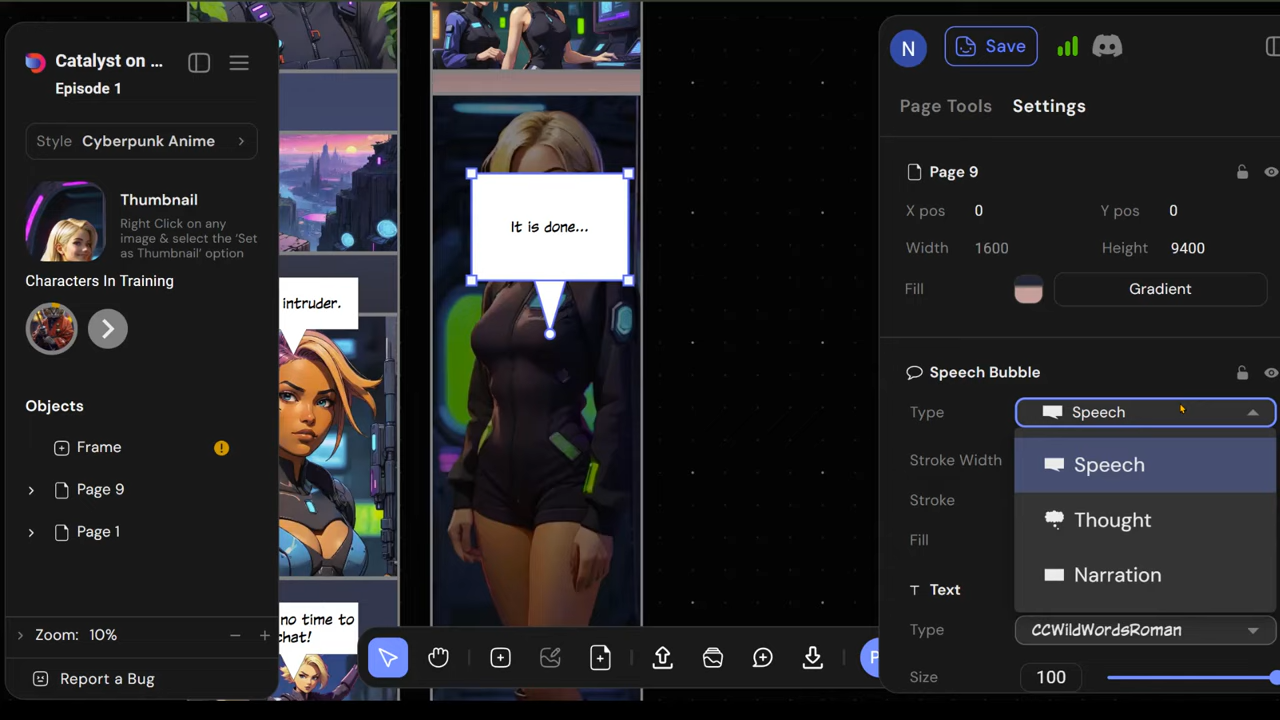 Catalyst on ...
Episode 1
Style Cyberpunk Anime
Thumbnail
Right Click on any
image & select the 'Set
as Thumbnail' option
Characters In Training
Objects
Frame
Page 9
Page 1
Zoom: 10%
Report a Bug
intruder.
no time to
chat!
It is done...
N
Save
Page Tools
Settings
Page 9
X pos 0
Y pos 0
Width 1600
Height 9400
Fill
Gradient
Speech Bubble
Type
Speech
Speech
Thought
Narration
Stroke Width
Stroke
Fill
T Text
Type
CCWildWordsRoman
Size
100